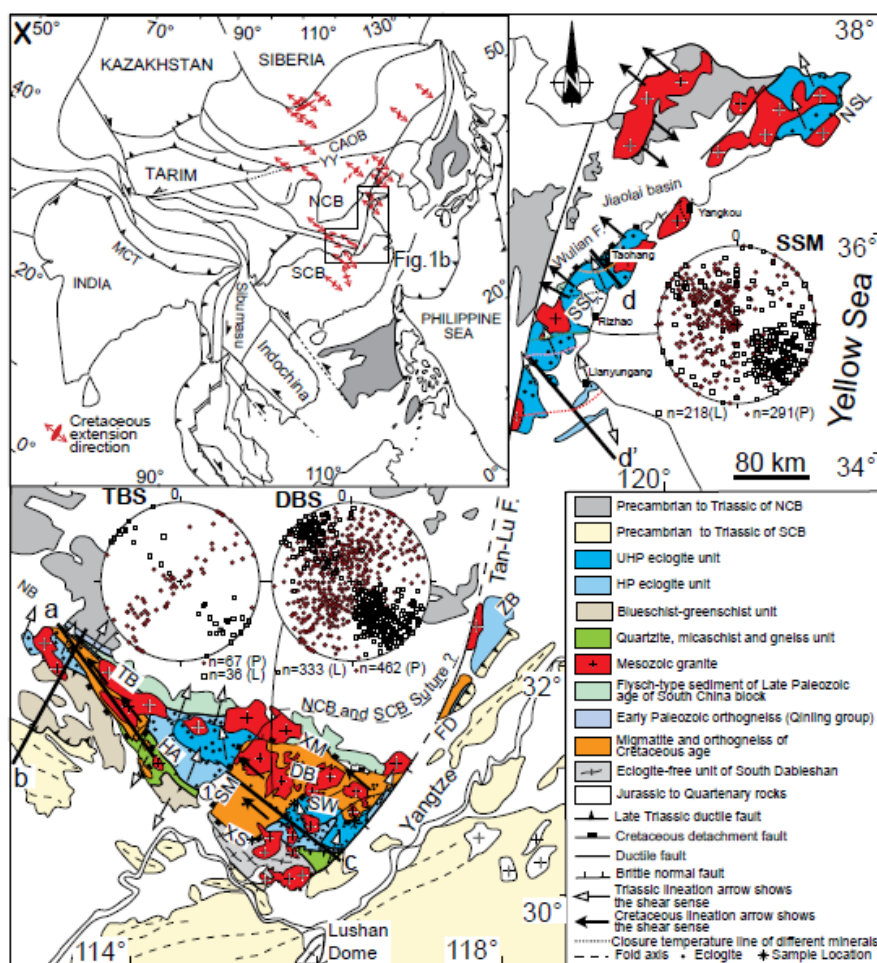 X
50°
70°
90°
110°
130°
KAZAKHSTAN
SIBERIA
50
40°
CAOB
YY
TARIM
NCB
MCT
INDIA
20°
SCB
Fig.1b
20°
Sibumasu
Indochina
PHILIPPINE
SEA
Cretaceous
extension
direction
0°
0°
90°
110°
38°
NSL
Jiaolai basin
Yangkou
Wulian F.
Taohang
36°
0
SSM
SSL
d
Rizhao
Lianyungang
n=218(L)
n=291(P)
Yellow Sea
d'
120°
80 km
34°
TBS
0
DBS
0
Tan-Lu F.
NB
a
n=67 (P)
n=36 (L)
n=333 (L)
n=462 (P)
ZB
TB
NCB and SCB Suture ?
32°
FD
HA
XM
DB
b
1
SM
SW
Yangtze
XS
c
30°
Lushan
Dome
114°
118°
Precambrian to Triassic of NCB
Precambrian to Triassic of SCB
UHP eclogite unit
HP eclogite unit
Blueschist-greenschist unit
Quartzite, micaschist and gneiss unit
Mesozoic granite
Flysch-type sediment of Late Paleozoic
age of South China block
Early Paleozoic orthogneiss (Qinling group)
Migmatite and orthogneiss of
Cretaceous age
Eclogite-free unit of South Dabieshan
Jurassic to Quartenary rocks
Late Triassic ductile fault
Cretaceous detachment fault
Ductile fault
Brittle normal fault
Triassic lineation arrow shows
the shear sense
Cretaceous lineation arrow shows
the shear sense
Closure temperature line of different minerals
Fold axis
Eclogite
Sample Location